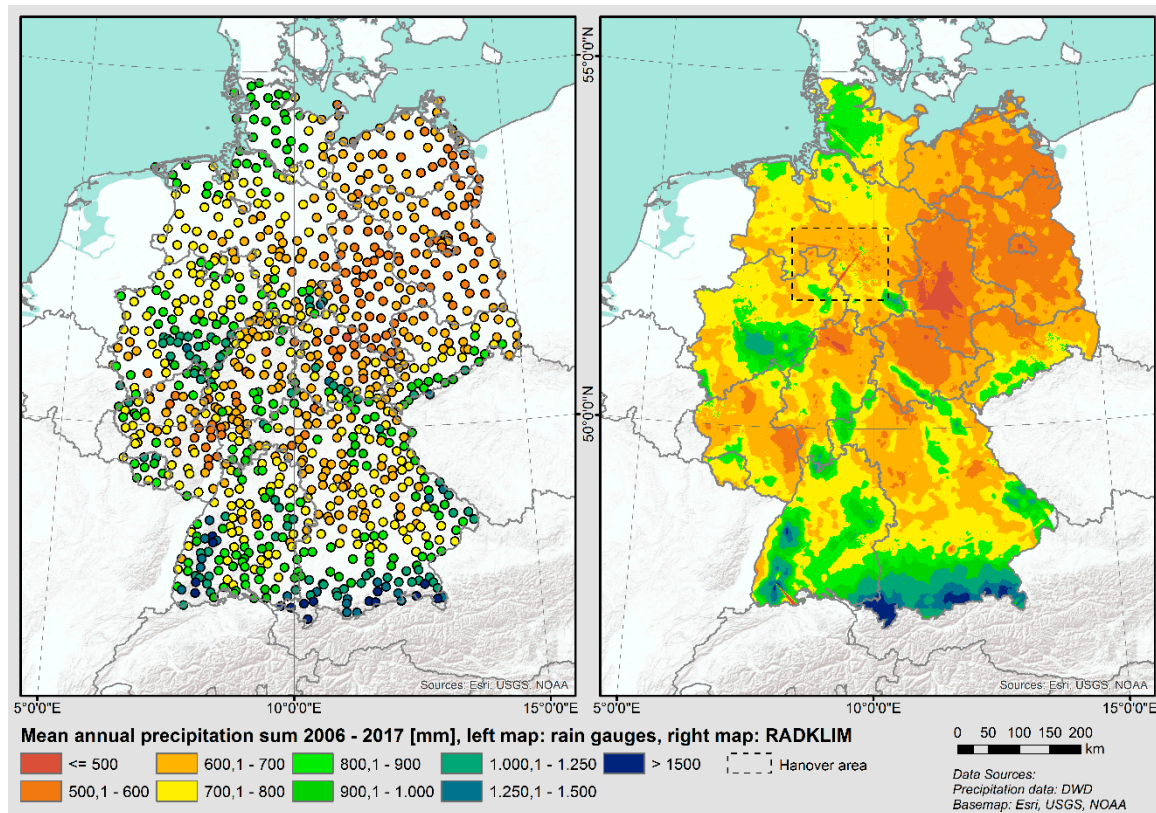 55°0'0"N
50°0'0"N
Sources: Esri, USGS, NOAA
Sources: Esri, USGS, NOAA
5°0'0"E
10°0'0"E
15°0'0"E
5°0'0"E
10°0'0"E
15°0'0"E
Mean annual precipitation sum 2006 - 2017 [mm], left map: rain gauges, right map: RADKLIM
<= 500
600,1 - 700
800,1 - 900
1.000,1 - 1.250
> 1500
Hanover area
500,1 - 600
700,1 - 800
900,1 - 1.000
1.250,1 - 1.500
0 50 100 150 200
km
Data Sources:
Precipitation data: DWD
Basemap: Esri, USGS, NOAA